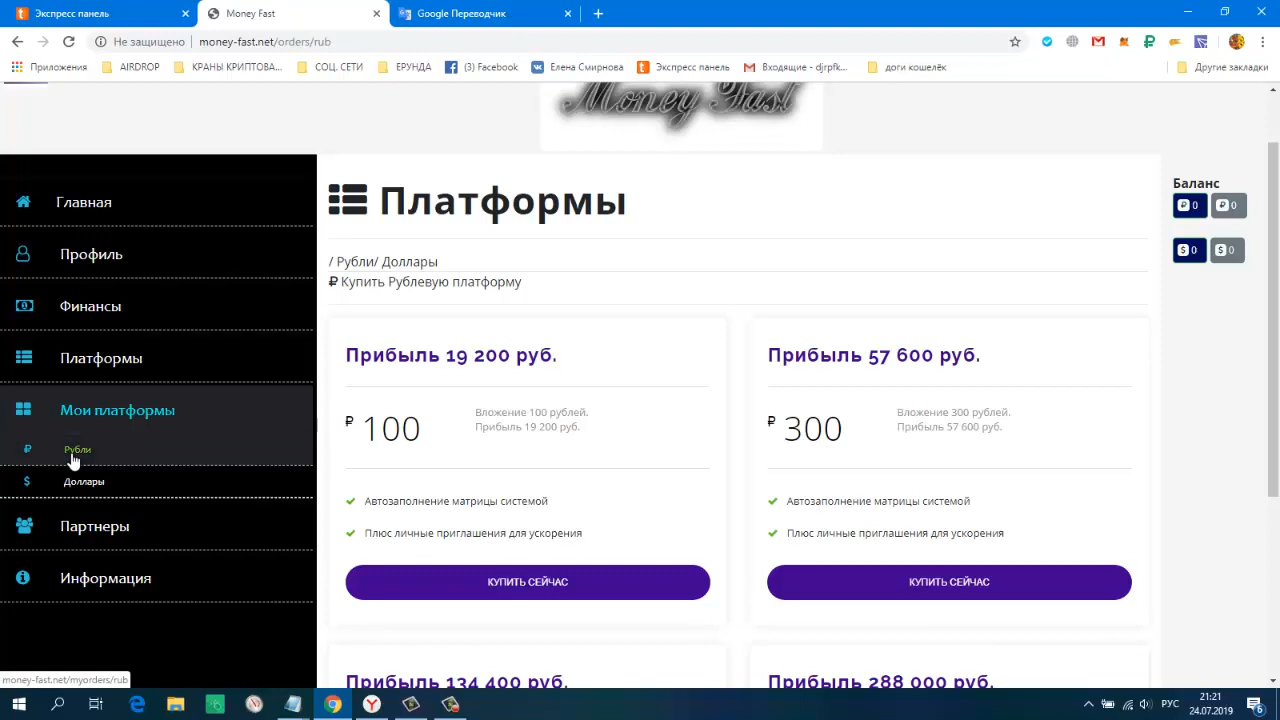 Экспресс панель
Money Fast
Google Переводчик
Не защищено
money-fast.net/orders/rub
Приложения
AIRDROP
КРАНЫ КРИПТОВА...
СОЦ. СЕТИ
ЕРУНДА
(3) Facebook
Елена Смирнова
Экспресс панель
Входящие - djrpfk...
доги кошелёк
Другие закладки
Money Fast
Главная
Профиль
Финансы
Платформы
Мои платформы
₽ Рубли
$ Доллары
Партнеры
Информация
Платформы
/ Рубли/ Доллары
₽ Купить Рублевую платформу
Прибыль 19 200 руб.
₽ 100
Вложение 100 рублей.
Прибыль 19 200 руб.
Автозаполнение матрицы системой
Плюс личные приглашения для ускорения
КУПИТЬ СЕЙЧАС
Прибыль 57 600 руб.
₽ 300
Вложение 300 рублей.
Прибыль 57 600 руб.
Автозаполнение матрицы системой
Плюс личные приглашения для ускорения
КУПИТЬ СЕЙЧАС
Прибыль 134 400 руб.
Прибыль 288 000 руб.
Баланс
₽ 0 ₽ 0
$ 0 $ 0
money-fast.net/myorders/rub
РУС
21:21
24.07.2019
6